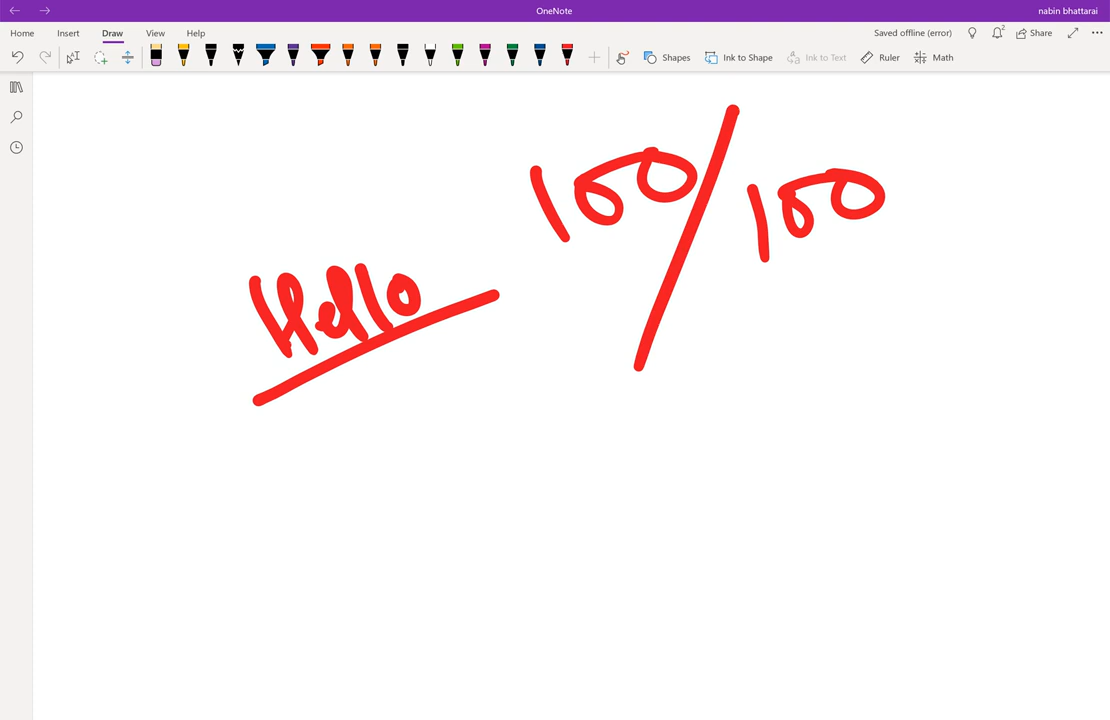 OneNote
nabin bhattarai
Home Insert Draw View Help
Saved offline (error)
2
Share
Shapes
Ink to Shape
Ink to Text
Ruler
Math
100/100
Hello